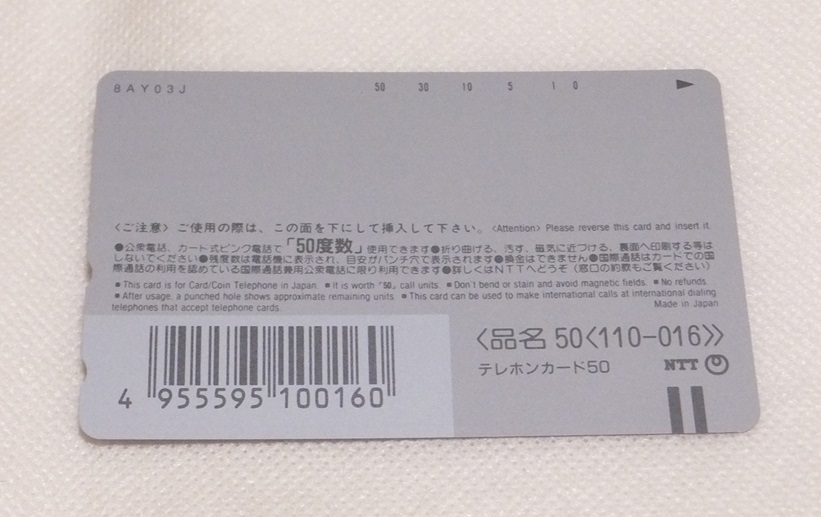 8AY03J 50 30 10 5 1 0
〈ご注意〉ご使用の際は、この面を下にして挿入して下さい。〈Attention〉Please reverse this card and insert it.
●公衆電話、カード式ピンク電話で「50度数」使用できます●折り曲げる、汚す、磁気に近づける、裏面へ印刷する等は
しないでください●残度数は電話機に表示され、目安がパンチ穴で表示されます●換金はできません●国際通話はカードでの国
際通話の利用を認めている国際通話兼用公衆電話に限り利用できます●詳しくはNTTへどうぞ（窓口の約款もご覧ください）
■This card is for Card/Coin Telephone in Japan. ■It is worth「50」call units. ■Don't bend or stain and avoid magnetic fields. ■No refunds.
■After usage, a punched hole shows approximate remaining units. ■This card can be used to make international calls at international dialing
telephones that accept telephone cards. Made in Japan
〈品名 50〈110-016〉〉
テレホンカード50 NTT
4 955595 100160